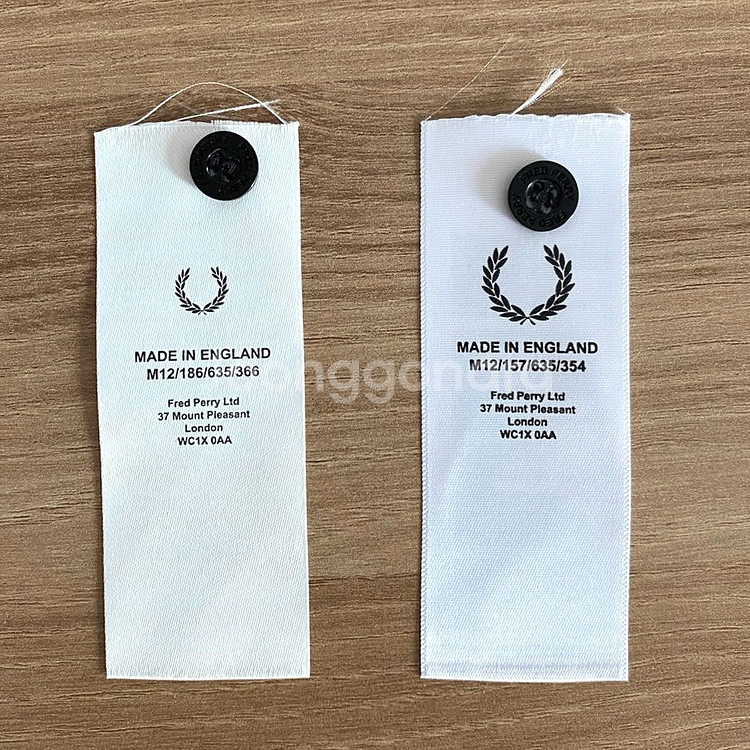 MADE IN ENGLAND
M12/186/635/366
Fred Perry Ltd
37 Mount Pleasant
London
WC1X 0AA
FRED PERRY
FRED PERRY
MADE IN ENGLAND
M12/157/635/354
Fred Perry Ltd
37 Mount Pleasant
London
WC1X 0AA